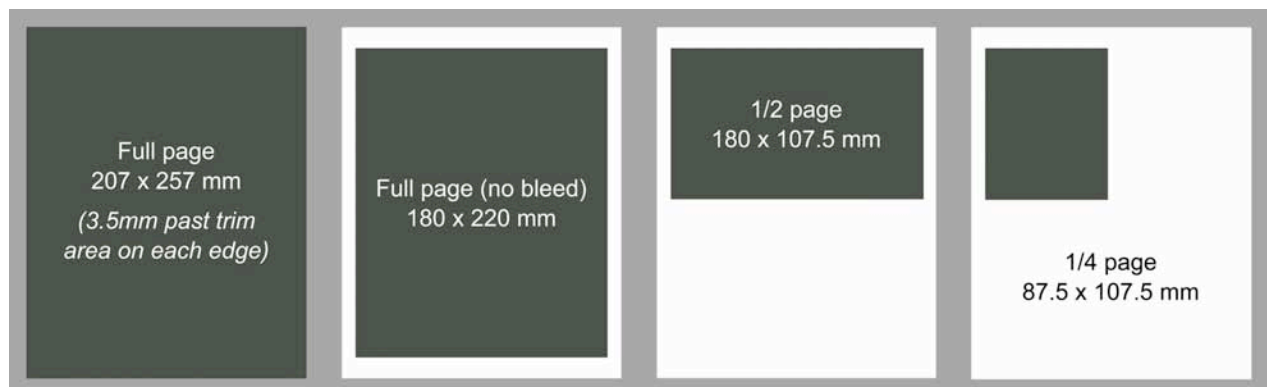 Full page
207 x 257 mm
(3.5mm past trim
area on each edge)
Full page (no bleed)
180 x 220 mm
1/2 page
180 x 107.5 mm
1/4 page
87.5 x 107.5 mm